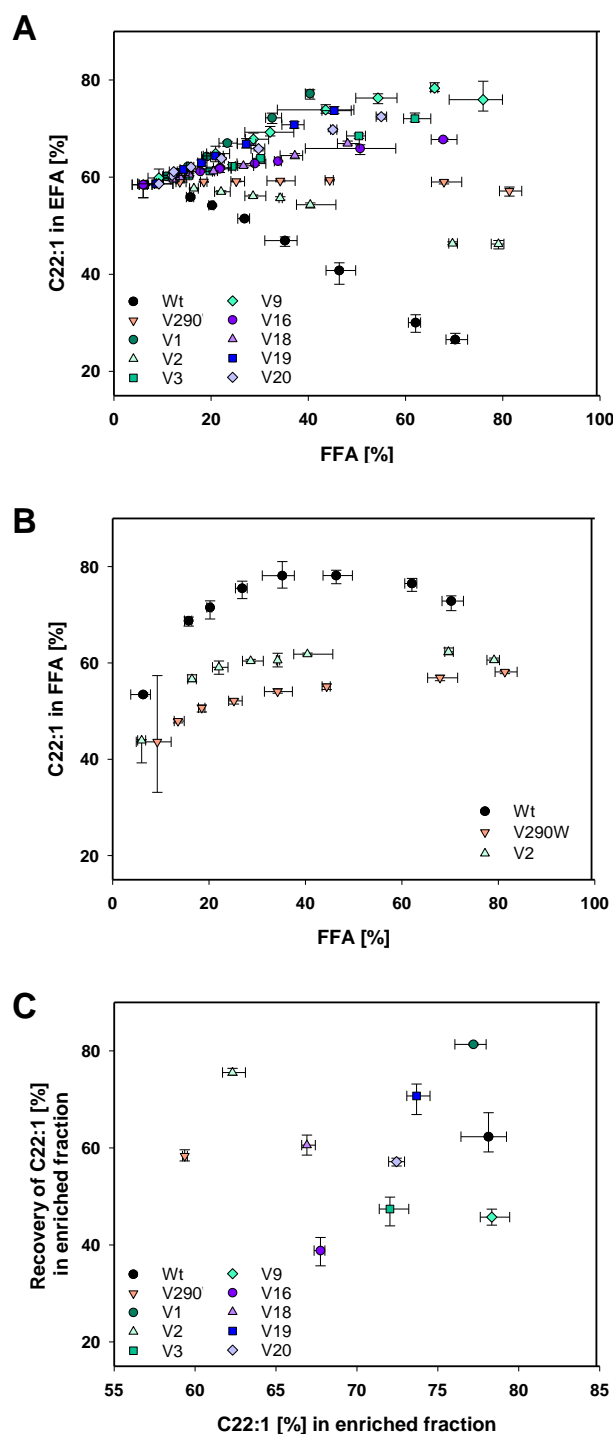 A
C22:1 in EFA [%]
80
60
40
20
0 20 40 60 80 100
FFA [%]
Wt
V290
V1
V2
V3
V9
V16
V18
V19
V20
B
C22:1 in FFA [%]
80
60
40
20
0 20 40 60 80 100
FFA [%]
Wt
V290W
V2
C
Recovery of C22:1 [%]
in enriched fraction
80
60
40
20
55 60 65 70 75 80 85
C22:1 [%] in enriched fraction
Wt
V290
V1
V2
V3
V9
V16
V18
V19
V20